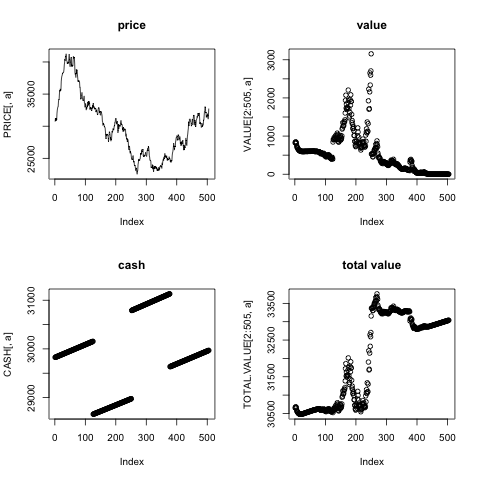 price
PRICE[, a]
25000 35000
0 100 200 300 400 500
Index
value
VALUE[2:505, a]
0 1000 2000 3000
0 100 200 300 400 500
Index
cash
CASH[, a]
29000 30000 31000
0 100 200 300 400 500
Index
total value
TOTAL.VALUE[2:505, a]
30500 31500 32500 33500
0 100 200 300 400 500
Index